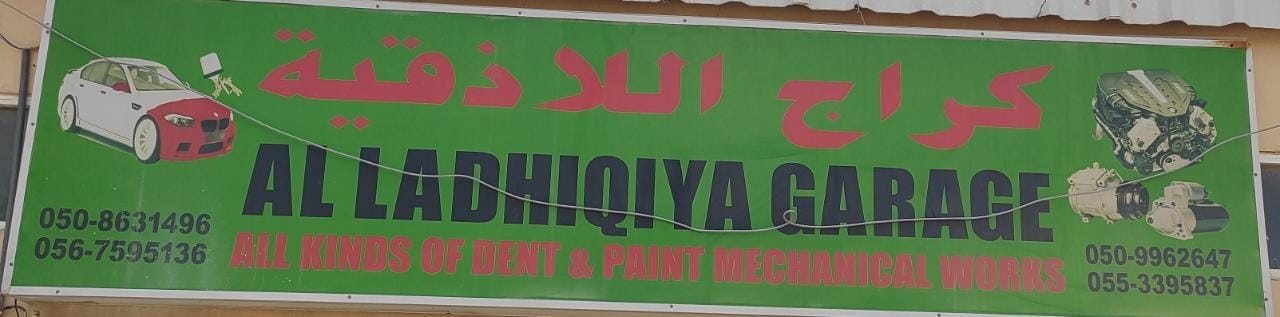 كراج اللاذقية
AL LADHIQIYA GARAGE
ALL KINDS OF DENT & PAINT MECHANICAL WORKS
050-8631496
056-7595136
050-9962647
055-3395837